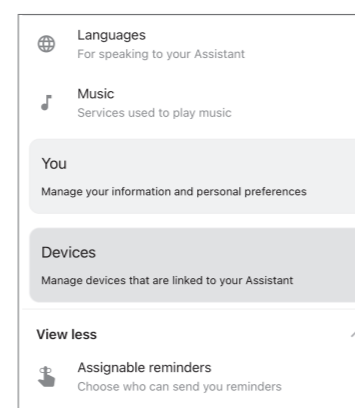 Languages
For speaking to your Assistant
Music
Services used to play music
You
Manage your information and personal preferences
Devices
Manage devices that are linked to your Assistant
View less
Assignable reminders
Choose who can send you reminders